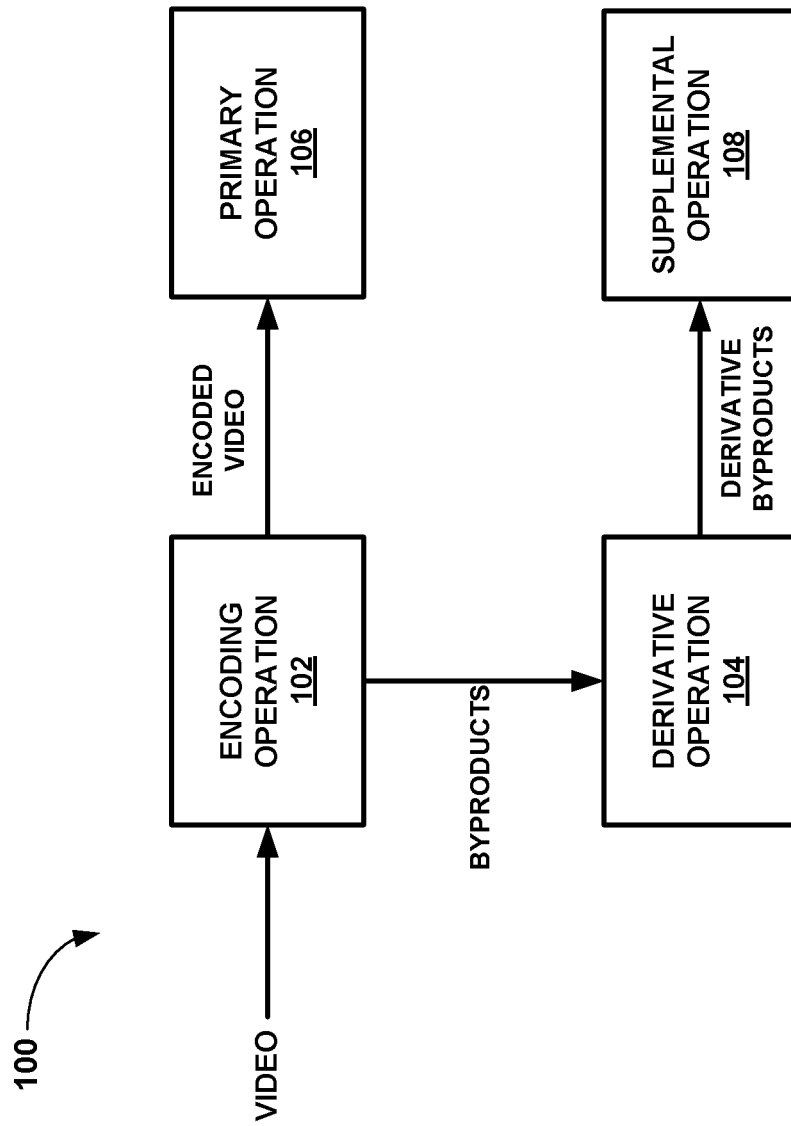 100
VIDEO
ENCODING
OPERATION
102
ENCODED
VIDEO
PRIMARY
OPERATION
106
BYPRODUCTS
DERIVATIVE
OPERATION
104
DERIVATIVE
BYPRODUCTS
SUPPLEMENTAL
OPERATION
108